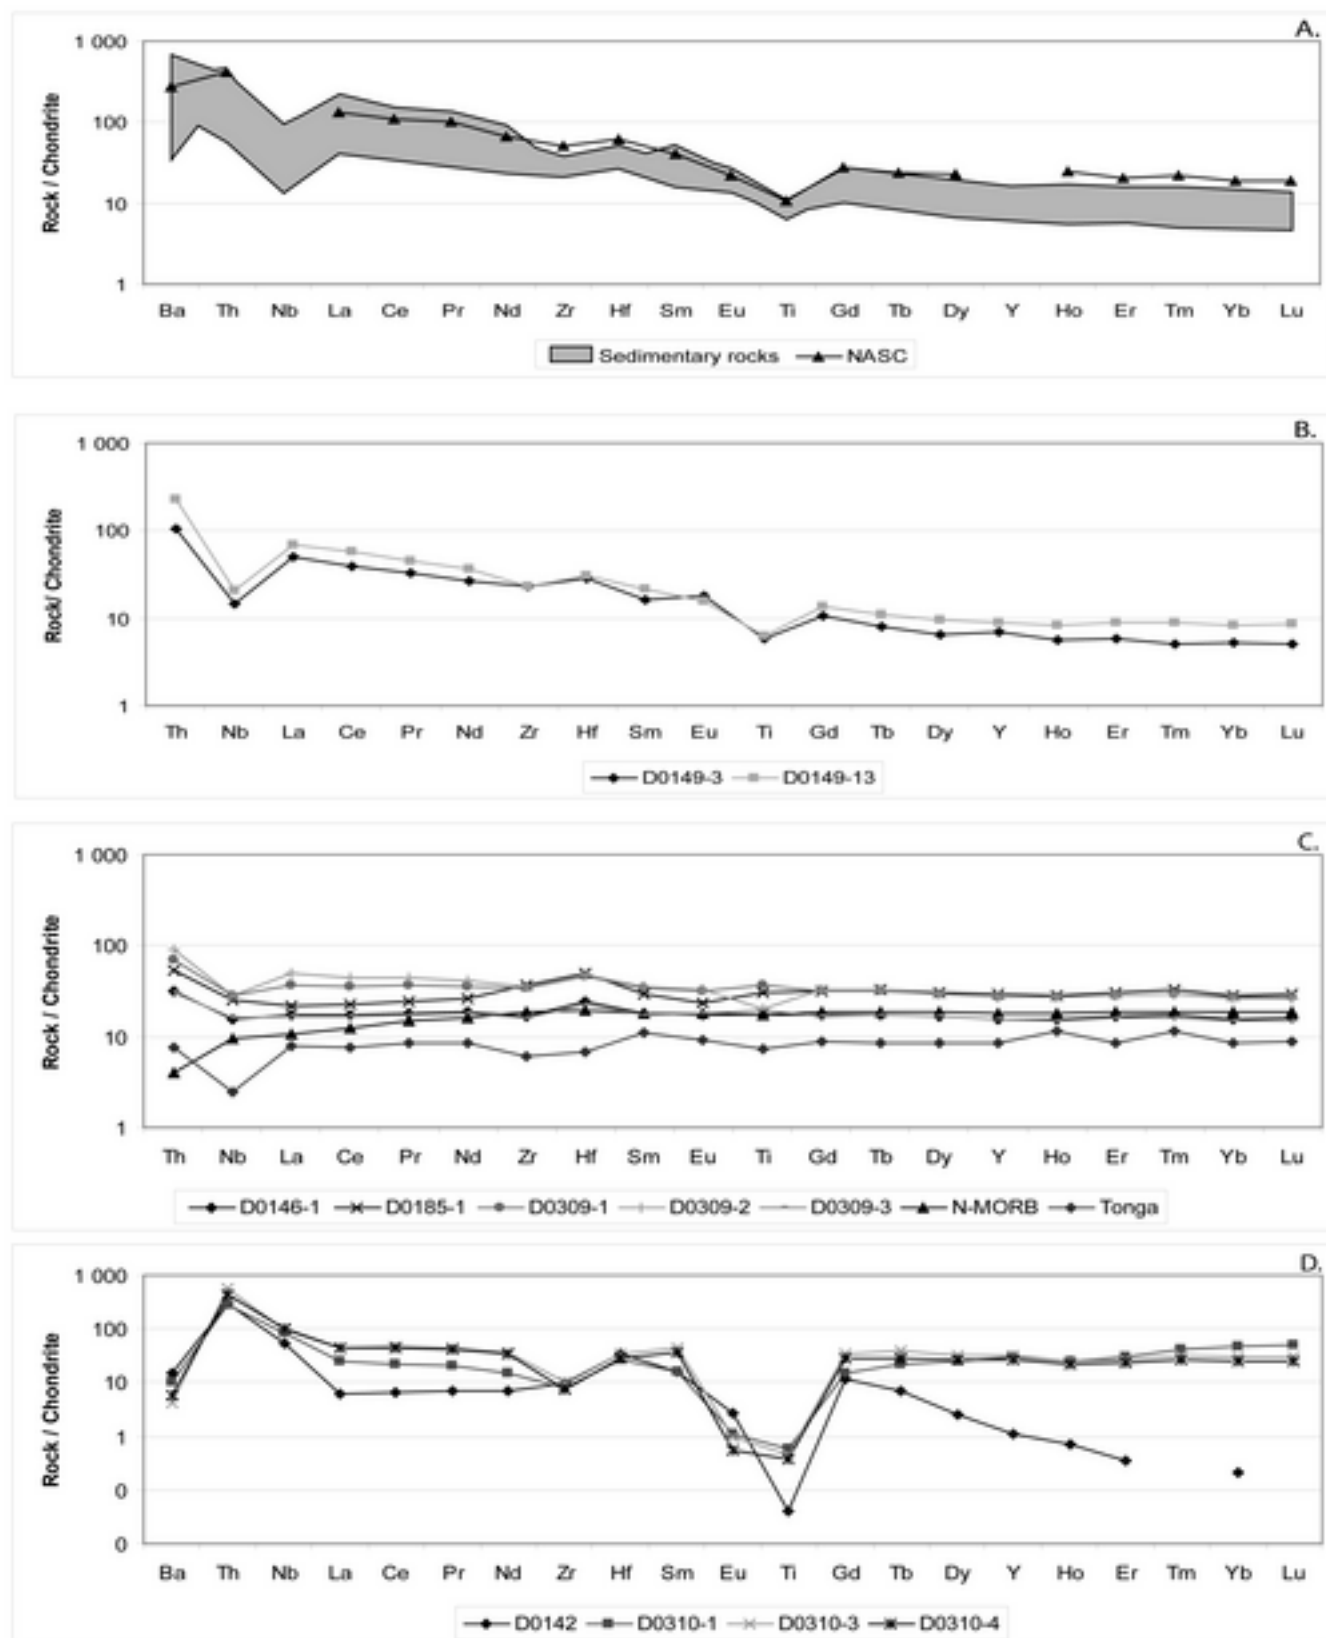 A.
1 000
100
10
1
Rock / Chondrite
Ba Th Nb La Ce Pr Nd Zr Hf Sm Eu Ti Gd Tb Dy Y Ho Er Tm Yb Lu
Sedimentary rocks NASC
B.
1 000
100
10
1
Rock/ Chondrite
Th Nb La Ce Pr Nd Zr Hf Sm Eu Ti Gd Tb Dy Y Ho Er Tm Yb Lu
D0149-3 D0149-13
C.
1 000
100
10
1
Rock / Chondrite
Th Nb La Ce Pr Nd Zr Hf Sm Eu Ti Gd Tb Dy Y Ho Er Tm Yb Lu
D0146-1 D0185-1 D0309-1 D0309-2 D0309-3 N-MORB Tonga
D.
1 000
100
10
1
0
0
Rock / Chondrite
Ba Th Nb La Ce Pr Nd Zr Hf Sm Eu Ti Gd Tb Dy Y Ho Er Tm Yb Lu
D0142 D0310-1 D0310-3 D0310-4